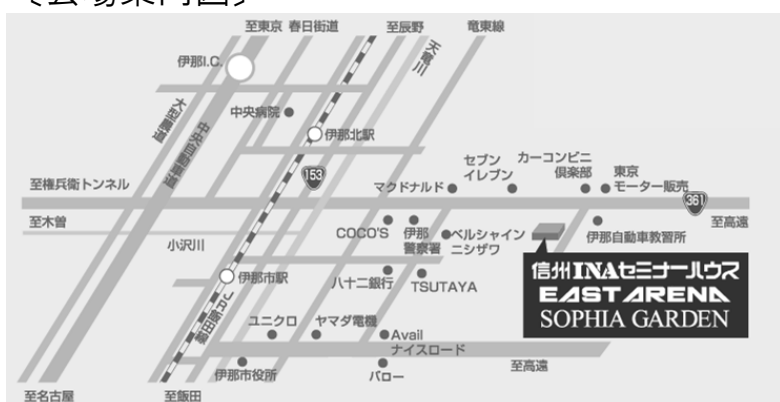 至東京
春日街道
至辰野
竜東線
天竜川
伊那I.C.
大型農道
中央自動車道
中央病院
伊那北駅
153
セブン
イレブン
カーコンビニ
倶楽部
東京
モーター販売
マクドナルド
361
至権兵衛トンネル
至木曽
至高遠
小沢川
COCO'S
伊那
警察署
ベルシャイン
ニシザワ
伊那自動車教習所
信州INAセミナーハウス
EAST ARENA
SOPHIA GARDEN
伊那市駅
八十二銀行
TSUTAYA
JR飯田線
ユニクロ
ヤマダ電機
Avail
ナイスロード
伊那市役所
バロー
至高遠
至名古屋
至飯田